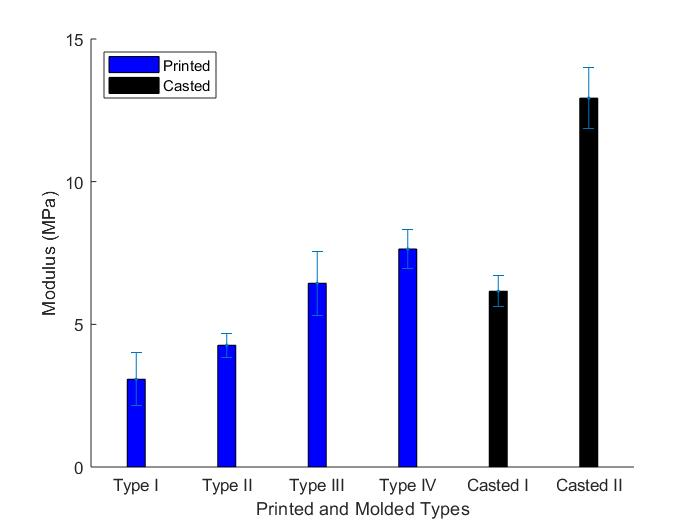 15
Printed
Casted
10
Modulus (MPa)
5
0
Type I Type II Type III Type IV Casted I Casted II
Printed and Molded Types